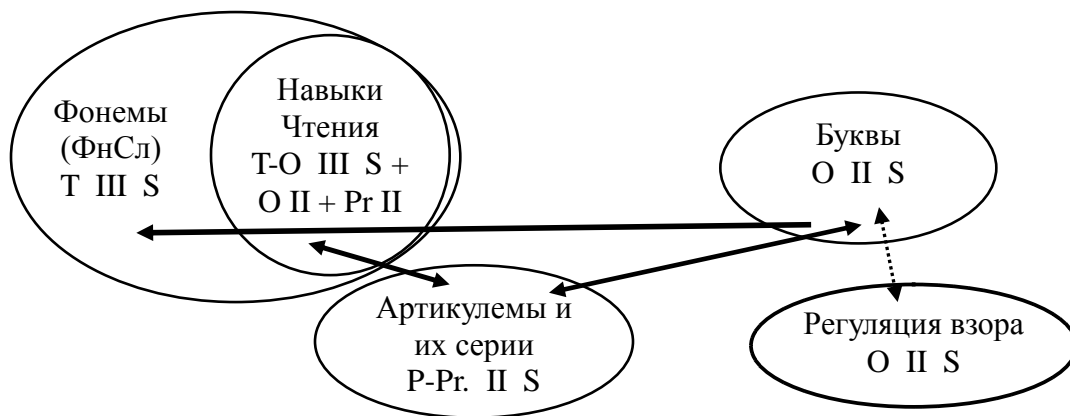 Фонемы
(ФнСл)
Т III S
Навыки
Чтения
Т-О III S +
О II + Pr II
Буквы
О II S
Артикулемы и
их серии
Р-Pr. II S
Регуляция взора
О II S